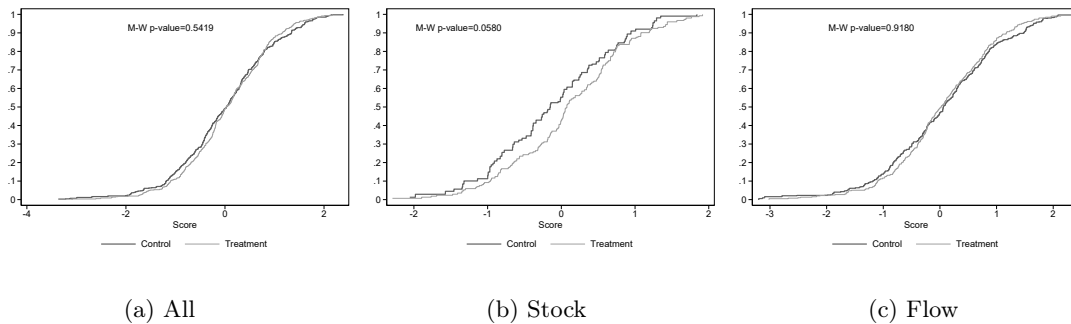 M-W p-value=0.5419
1
.9
.8
.7
.6
.5
.4
.3
.2
.1
0
-4 -2 0 2
Score
Control Treatment
(a) All
M-W p-value=0.0580
1
.9
.8
.7
.6
.5
.4
.3
.2
.1
0
-2 -1 0 1 2
Score
Control Treatment
(b) Stock
M-W p-value=0.9180
1
.9
.8
.7
.6
.5
.4
.3
.2
.1
0
-3 -2 -1 0 1 2
Score
Control Treatment
(c) Flow